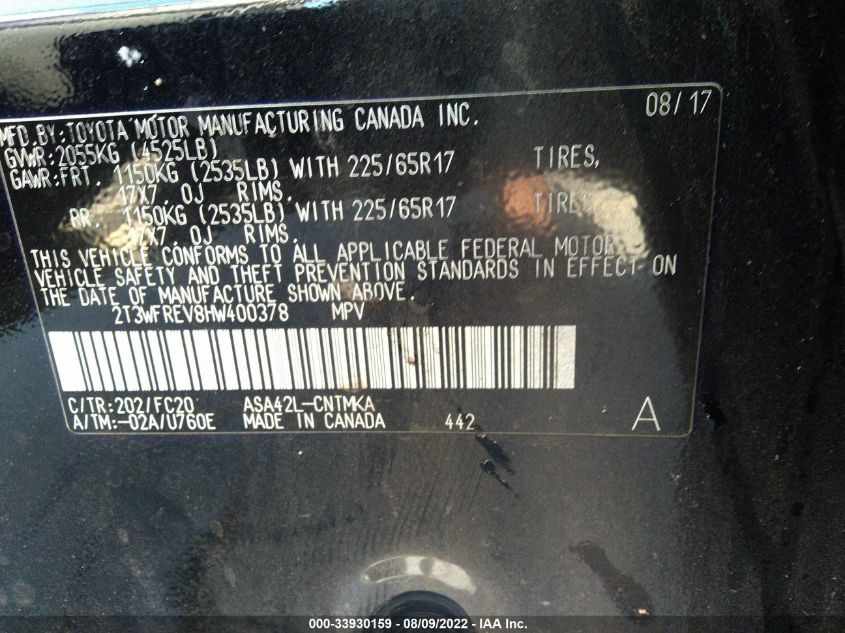 MFD.BY:TOYOTA MOTOR MANUFACTURING CANADA INC. 08/17
GVWR:2055KG (4525LB)
GAWR:FRT. 1150KG (2535LB) WITH 225/65R17 TIRES,
17X7.0J RIMS.
RR. 1150KG (2535LB) WITH 225/65R17 TIRES,
17X7.0J RIMS.
THIS VEHICLE CONFORMS TO ALL APPLICABLE FEDERAL MOTOR
VEHICLE SAFETY AND THEFT PREVENTION STANDARDS IN EFFECT ON
THE DATE OF MANUFACTURE SHOWN ABOVE.
2T3WFREV8HW400378 MPV
C/TR:202/FC20 ASA42L-CNTMKA
A/TM:-02A/U760E MADE IN CANADA 442 A
000-33930159 - 08/09/2022 - IAA Inc.